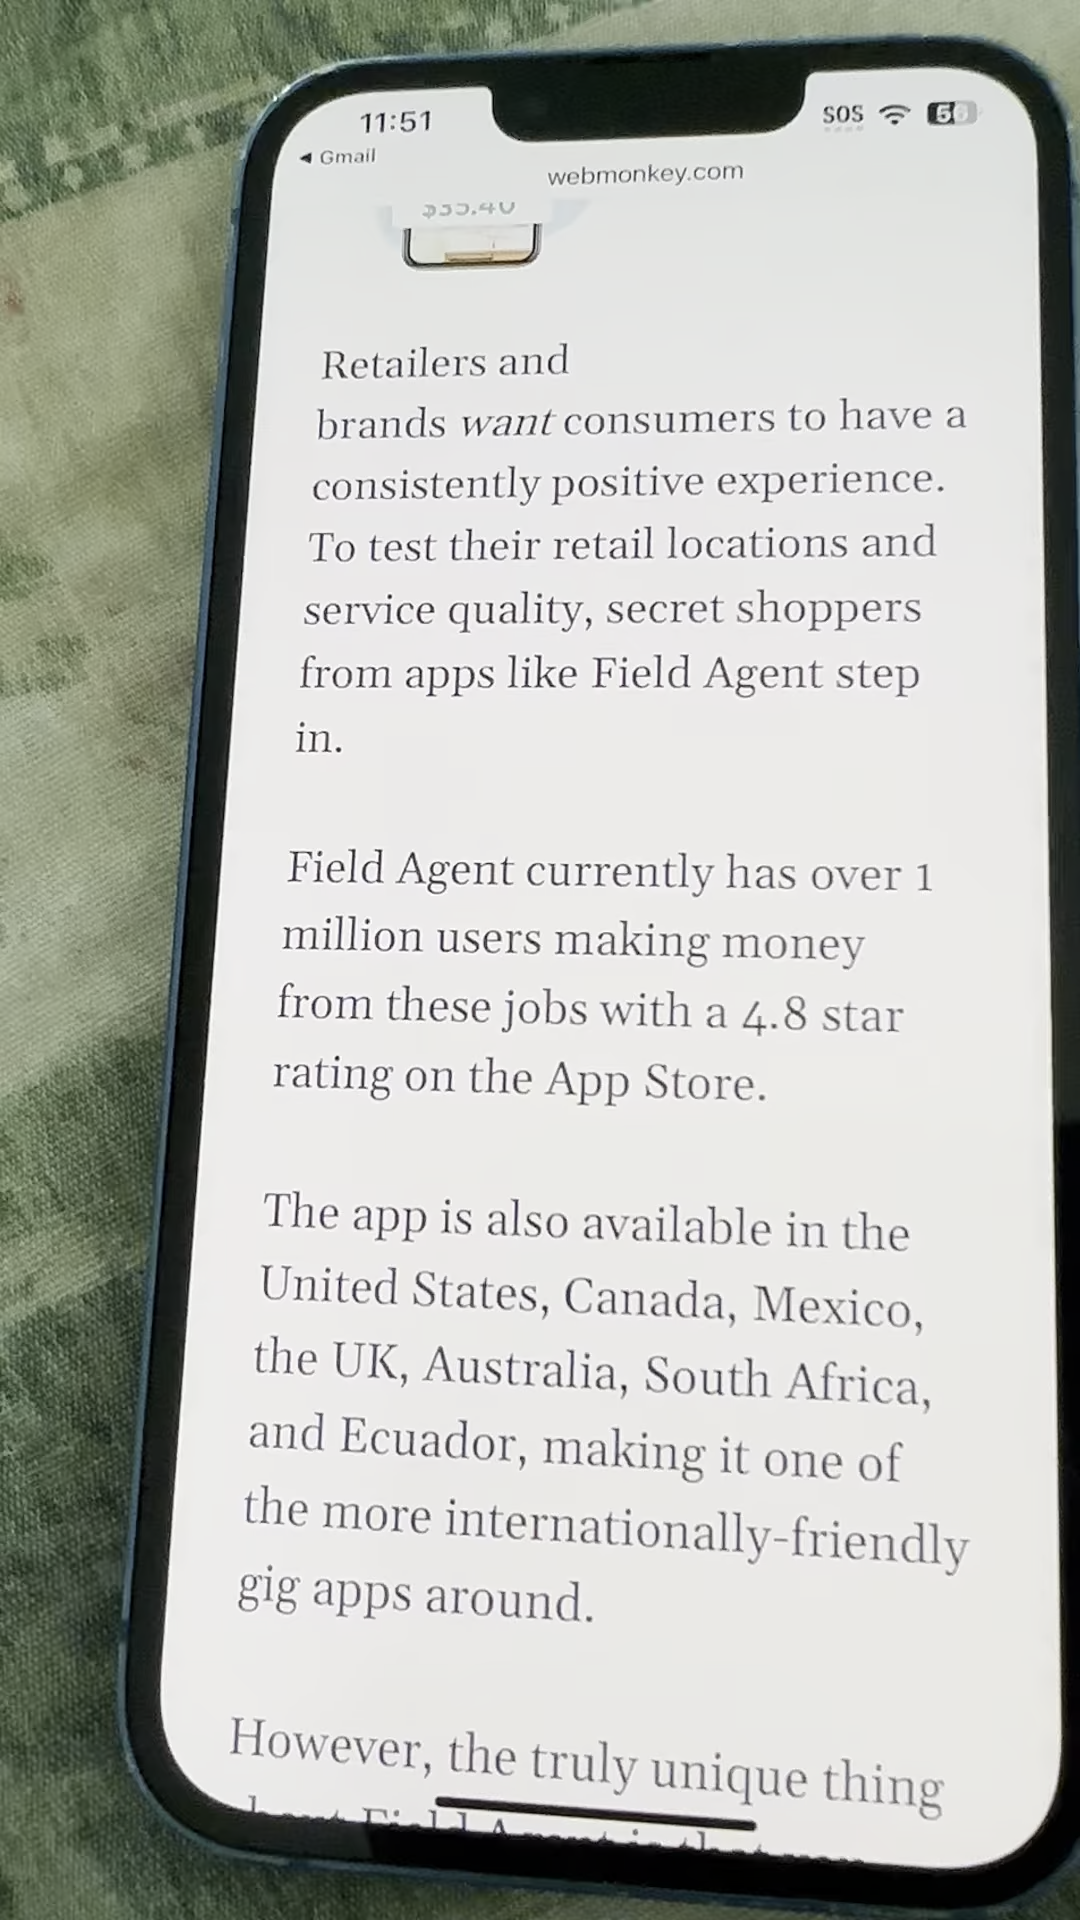 11:51
SOS
56
◄ Gmail
webmonkey.com
$35.40
Retailers and
brands want consumers to have a
consistently positive experience.
To test their retail locations and
service quality, secret shoppers
from apps like Field Agent step
in.
Field Agent currently has over 1
million users making money
from these jobs with a 4.8 star
rating on the App Store.
The app is also available in the
United States, Canada, Mexico,
the UK, Australia, South Africa,
and Ecuador, making it one of
the more internationally-friendly
gig apps around.
However, the truly unique thing